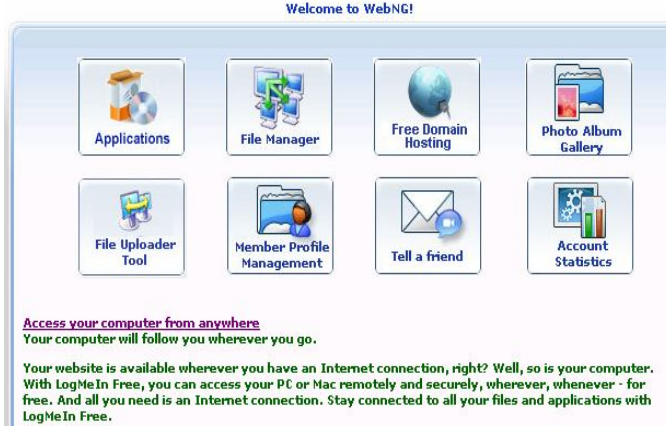 Welcome to WebNG!
Applications
File Manager
Free Domain
Hosting
Photo Album
Gallery
File Uploader
Tool
Member Profile
Management
Tell a friend
Account
Statistics
Access your computer from anywhere
Your computer will follow you wherever you go.
Your website is available wherever you have an Internet connection, right? Well, so is your computer.
With LogMeIn Free, you can access your PC or Mac remotely and securely, wherever, whenever - for
free. And all you need is an Internet connection. Stay connected to all your files and applications with
LogMeIn Free.